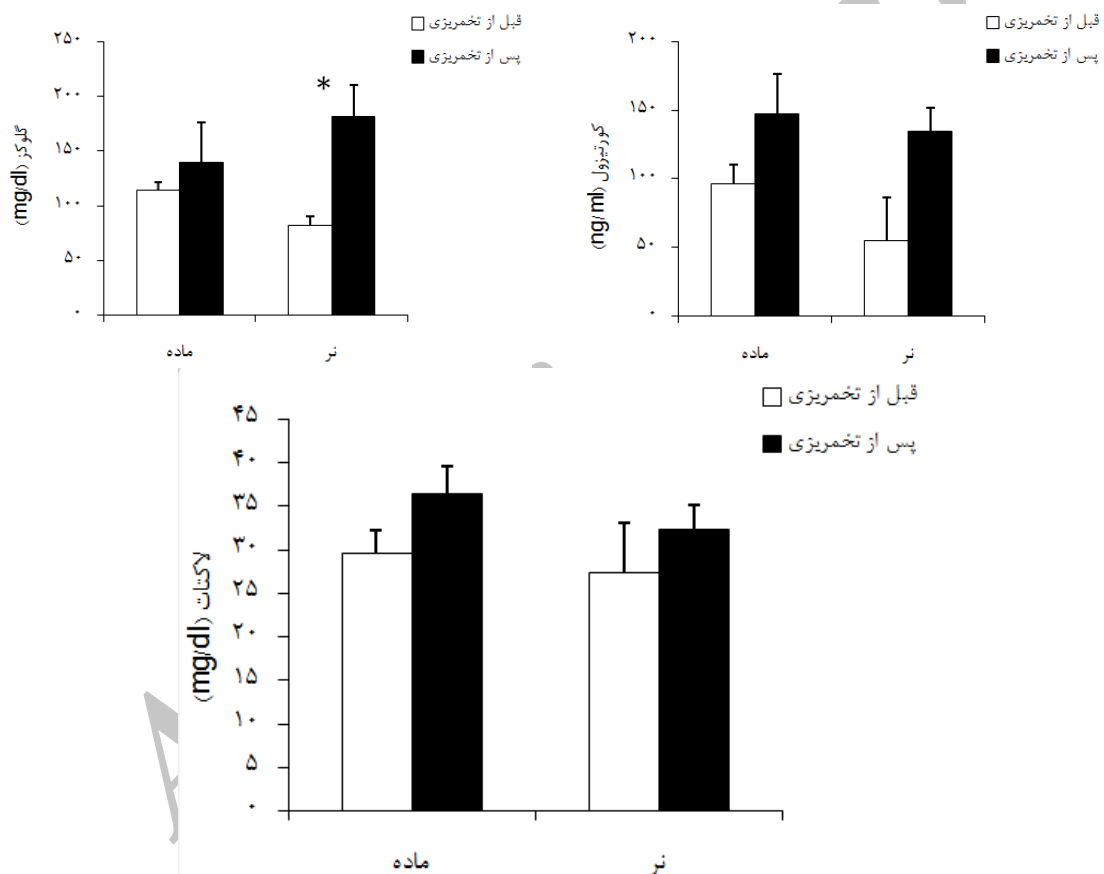 قبل از تخمریزی
پس از تخمریزی
۲۵۰
۲۰۰
۱۵۰
۱۰۰
۵۰
۰
گلوکز (mg/dl)
*
ماده
نر
قبل از تخمریزی
پس از تخمریزی
۲۰۰
۱۵۰
۱۰۰
۵۰
۰
کورتیزول (ng/ml)
ماده
نر
قبل از تخمریزی
پس از تخمریزی
۴۵
۴۰
۳۵
۳۰
۲۵
۲۰
۱۵
۱۰
۵
۰
لاکتات (mg/dl)
ماده
نر